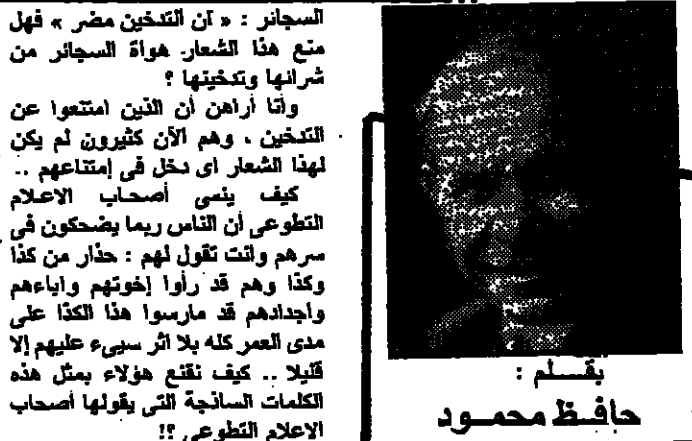 السجائر : « ان التدخين مضر » فهل
منع هذا الشعار هواة السجائر من
شرائها وتدخينها ؟
وأنا أراهن أن الذين امتنعوا عن
التدخين ، وهم الآن كثيرون لم يكن
لهذا الشعار اى دخل فى إمتناعهم ..
كيف ينسى أصحاب الاعلام
التطوعى أن الناس ربما يضحكون فى
سرهم وأنت تقول لهم : حذار من كذا
وكذا وهم قد رأوا إخوتهم واباءهم
واجدادهم قد مارسوا هذا الكذا على
مدى العمر كله بلا اثر سيىء عليهم إلا
قليلا .. كيف نقنع هؤلاء بمثل هذه
الكلمات الساذجة التى يقولها أصحاب
الاعلام التطوعى ؟!
بقسلم :
حافظ محمود